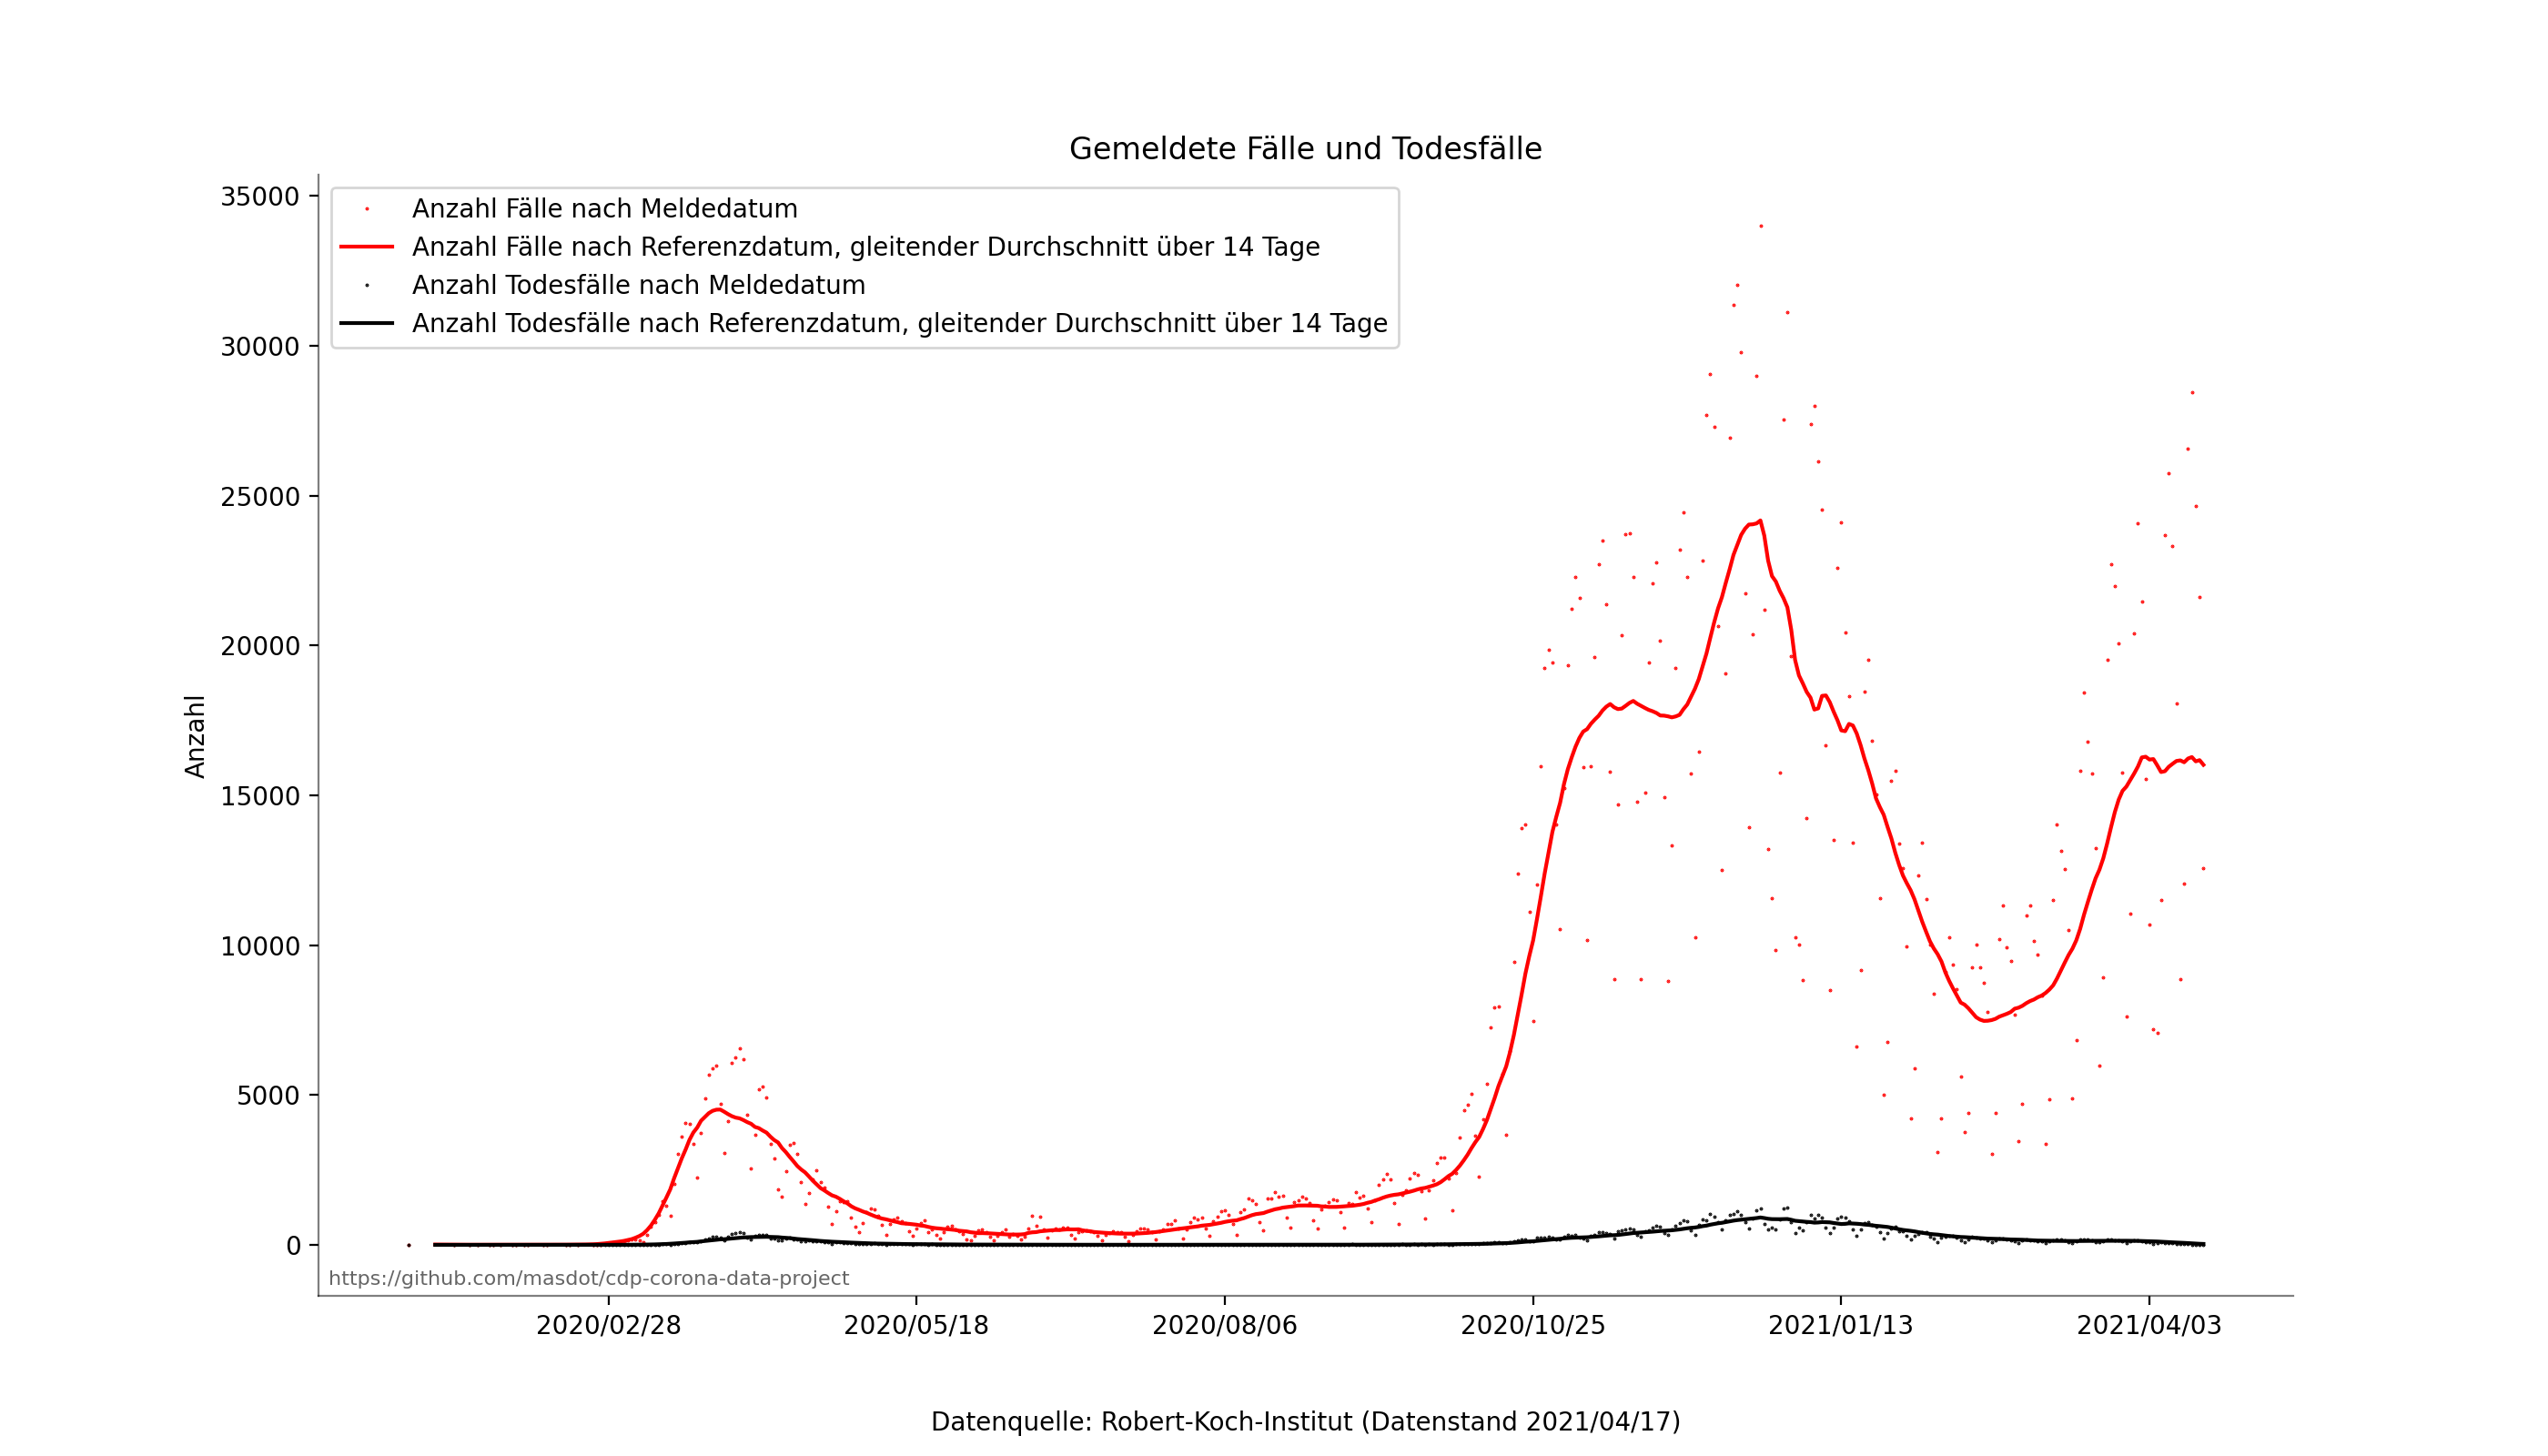 Gemeldete Fälle und Todesfälle
35000
30000
25000
20000
15000
10000
5000
0
Anzahl
Anzahl Fälle nach Meldedatum
Anzahl Fälle nach Referenzdatum, gleitender Durchschnitt über 14 Tage
Anzahl Todesfälle nach Meldedatum
Anzahl Todesfälle nach Referenzdatum, gleitender Durchschnitt über 14 Tage
https://github.com/masdot/cdp-corona-data-project
2020/02/28 2020/05/18 2020/08/06 2020/10/25 2021/01/13 2021/04/03
Datenquelle: Robert-Koch-Institut (Datenstand 2021/04/17)